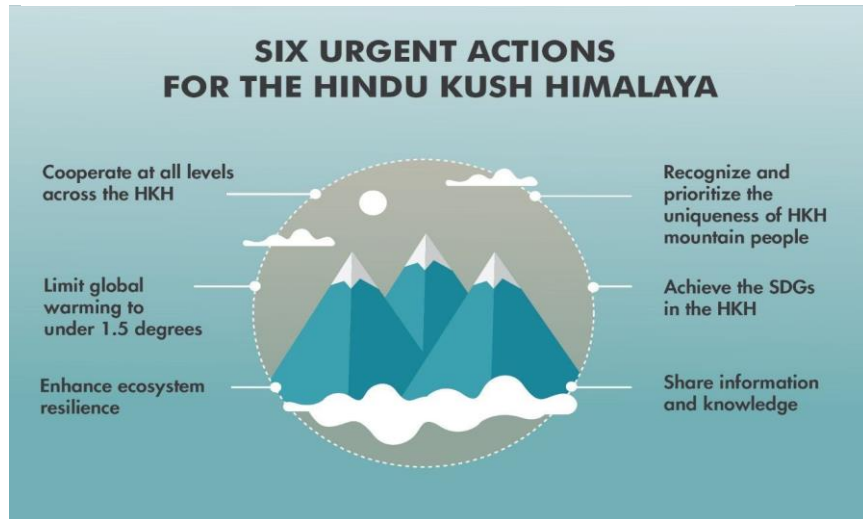 SIX URGENT ACTIONS
FOR THE HINDU KUSH HIMALAYA
Cooperate at all levels
across the HKH
Limit global
warming to
under 1.5 degrees
Enhance ecosystem
resilience
Recognize and
prioritize the
uniqueness of HKH
mountain people
Achieve the SDGs
in the HKH
Share information
and knowledge